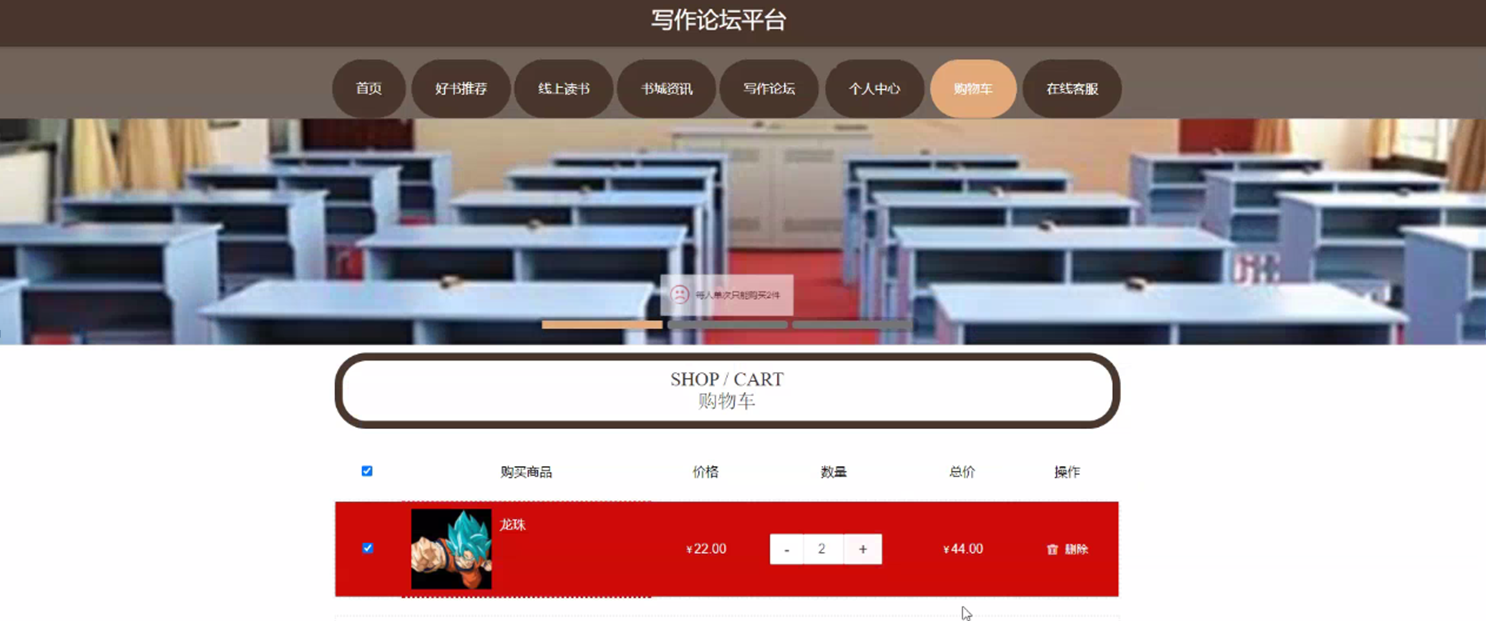 写作论坛平台
首页 好书推荐 线上读书 书城资讯 写作论坛 个人中心 购物车 在线客服
每人单次只能购买2件
SHOP / CART
购物车
购买商品 价格 数量 总价 操作
龙珠
¥22.00 - 2 + ¥44.00 删除